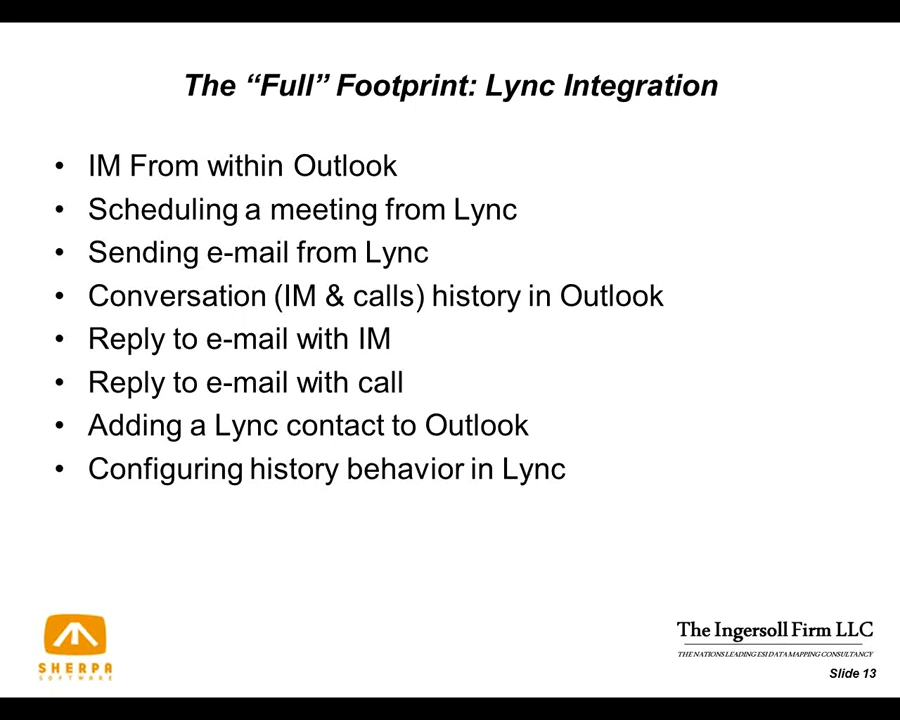 The “Full” Footprint: Lync Integration
• IM From within Outlook
• Scheduling a meeting from Lync
• Sending e-mail from Lync
• Conversation (IM & calls) history in Outlook
• Reply to e-mail with IM
• Reply to e-mail with call
• Adding a Lync contact to Outlook
• Configuring history behavior in Lync
SHERPA
SOFTWARE
The Ingersoll Firm LLC
THE NATIONS LEADING ESI DATA MAPPING CONSULTANCY
Slide 13